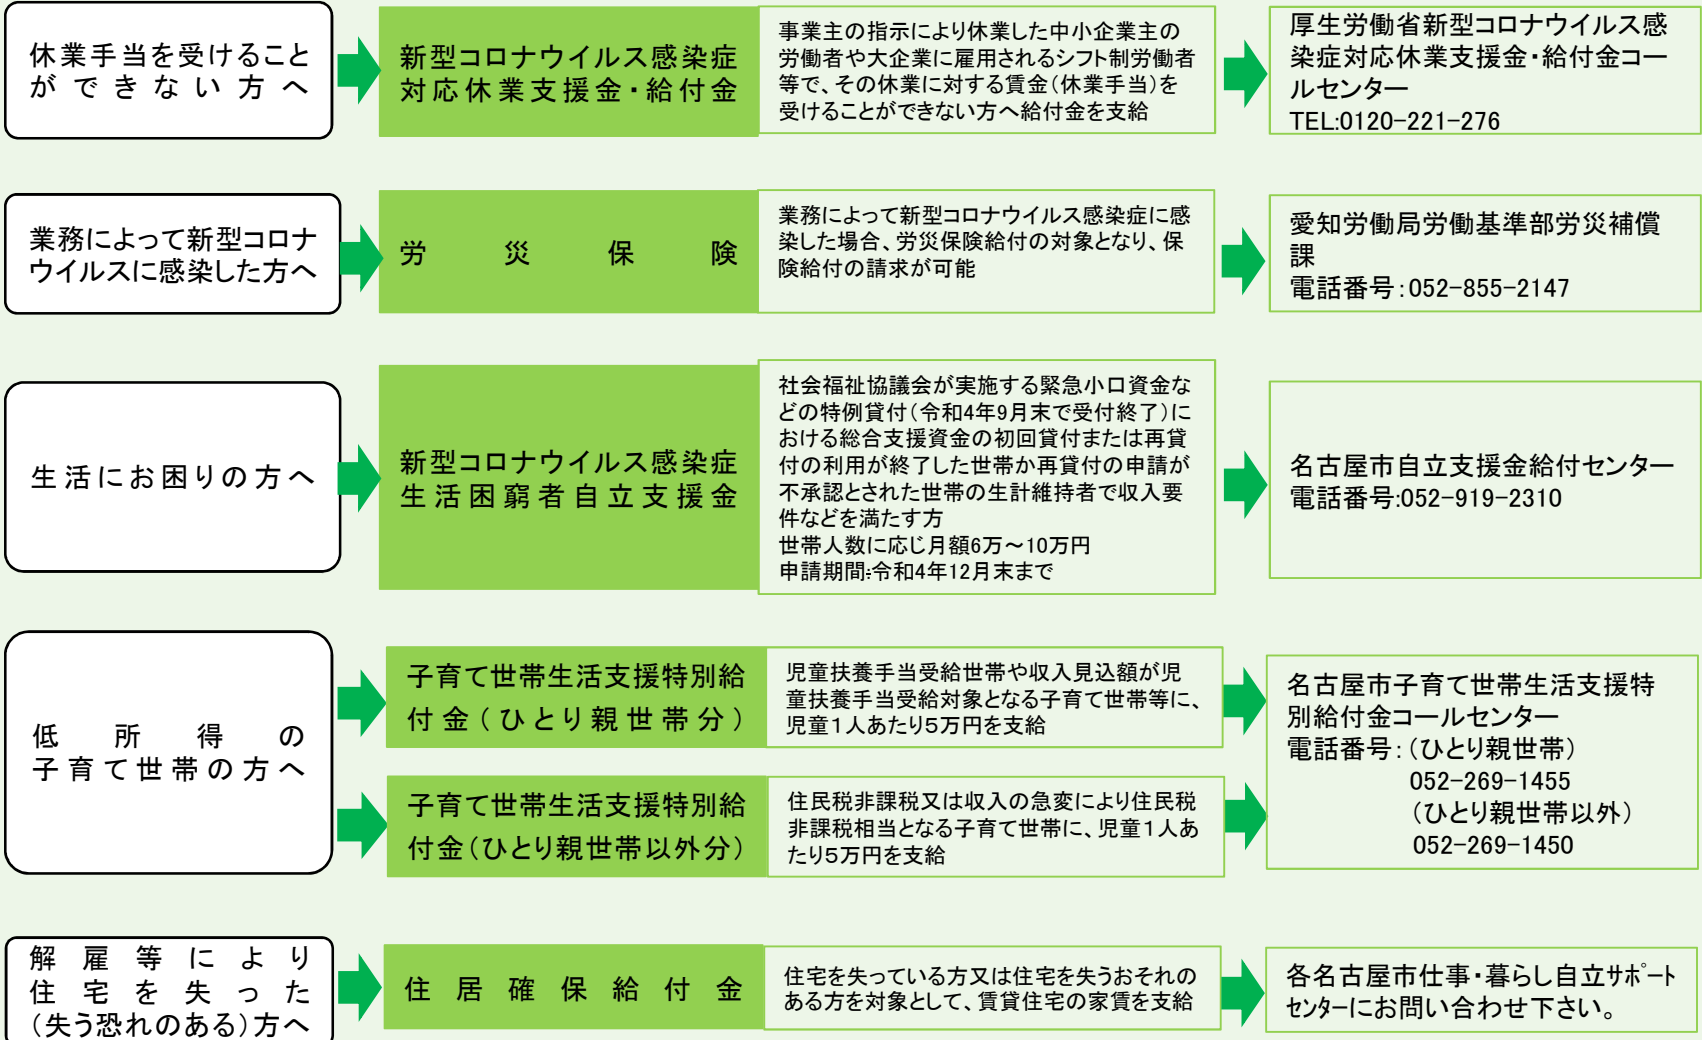 休業手当を受けること
ができない方へ
新型コロナウイルス感染症
対応休業支援金・給付金
事業主の指示により休業した中小企業主の
労働者や大企業に雇用されるシフト制労働者
等で、その休業に対する賃金（休業手当）を
受けることができない方へ給付金を支給
厚生労働省新型コロナウイルス感
染症対応休業支援金・給付金コー
ルセンター
TEL:0120-221-276
業務によって新型コロナ
ウイルスに感染した方へ
労災保険
業務によって新型コロナウイルス感染症に感
染した場合、労災保険給付の対象となり、保
険給付の請求が可能
愛知労働局労働基準部労災補償
課
電話番号：052-855-2147
生活にお困りの方へ
新型コロナウイルス感染症
生活困窮者自立支援金
社会福祉協議会が実施する緊急小口資金な
どの特例貸付（令和4年9月末で受付終了）に
おける総合支援資金の初回貸付または再貸
付の利用が終了した世帯か再貸付の申請が
不承認とされた世帯の生計維持者で収入要
件などを満たす方
世帯人数に応じ月額6万～10万円
申請期間:令和4年12月末まで
名古屋市自立支援金給付センター
電話番号:052-919-2310
低所得の
子育て世帯の方へ
子育て世帯生活支援特別給
付金（ひとり親世帯分）
児童扶養手当受給世帯や収入見込額が児
童扶養手当受給対象となる子育て世帯等に、
児童１人あたり５万円を支給
子育て世帯生活支援特別給
付金（ひとり親世帯以外分）
住民税非課税又は収入の急変により住民税
非課税相当となる子育て世帯に、児童１人あ
たり５万円を支給
名古屋市子育て世帯生活支援特
別給付金コールセンター
電話番号：（ひとり親世帯）
052-269-1455
（ひとり親世帯以外）
052-269-1450
解雇等により
住宅を失った
（失う恐れのある）方へ
住居確保給付金
住宅を失っている方又は住宅を失うおそれの
ある方を対象として、賃貸住宅の家賃を支給
各名古屋市仕事・暮らし自立ｻﾎﾟｰﾄ
ｾﾝﾀｰにお問い合わせ下さい。